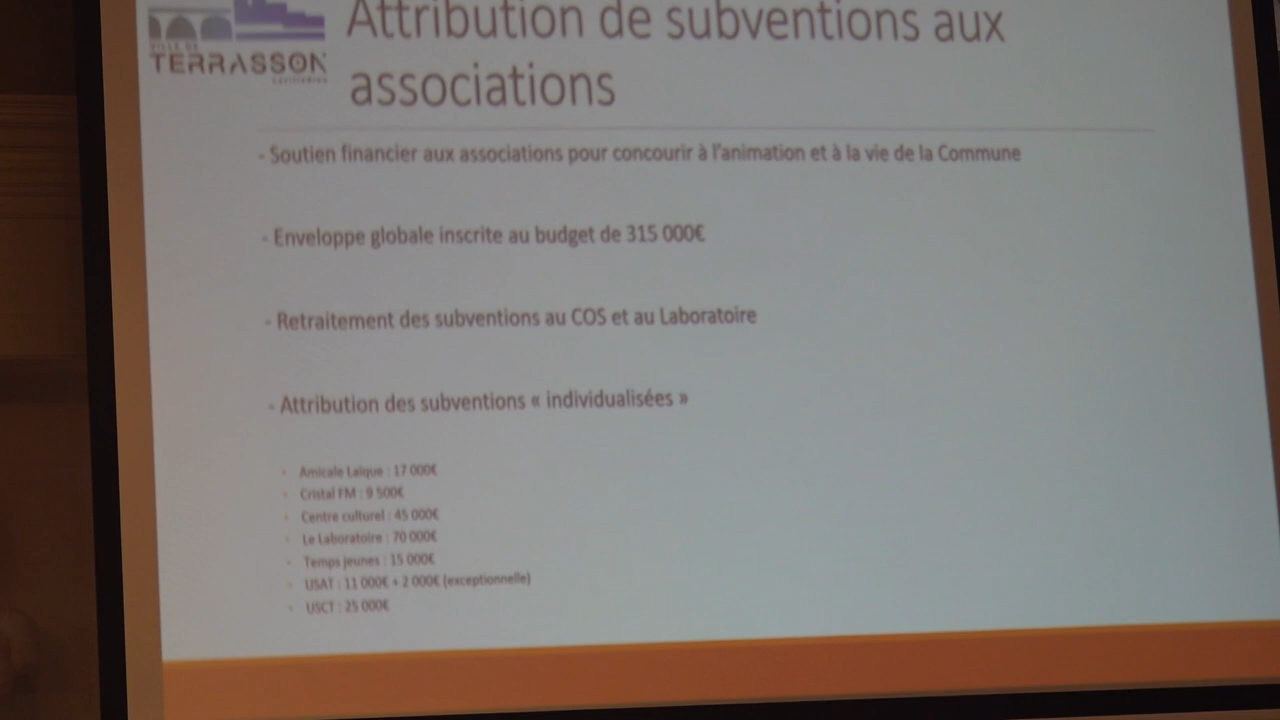 VILLE DE
TERRASSON
Attribution de subventions aux
associations
- Soutien financier aux associations pour concourir à l'animation et à la vie de la Commune
- Enveloppe globale inscrite au budget de 315 000€
- Retraitement des subventions au COS et au Laboratoire
- Attribution des subventions « individualisées »
- Amicale Laïque : 17 000€
- Cristal FM : 9 500€
- Centre culturel : 45 000€
- Le Laboratoire : 70 000€
- Temps jeunes : 15 000€
- USAT : 11 000€ + 2 000€ (exceptionnelle)
- USCT : 25 000€